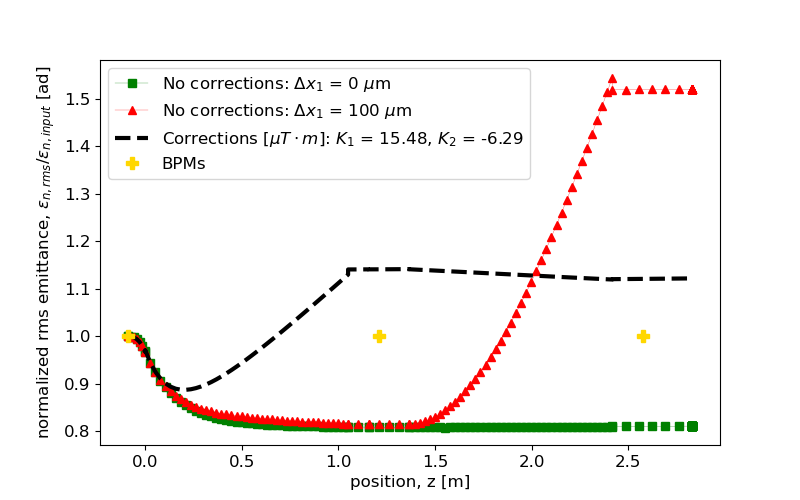 No corrections: Δx₁ = 0 μm
No corrections: Δx₁ = 100 μm
Corrections [μT · m]: K₁ = 15.48, K₂ = -6.29
BPMs
normalized rms emittance, εₙ,ᵣₘₛ/εₙ,ᵢₙₚᵤₜ [ad]
1.5
1.4
1.3
1.2
1.1
1.0
0.9
0.8
0.0 0.5 1.0 1.5 2.0 2.5
position, z [m]